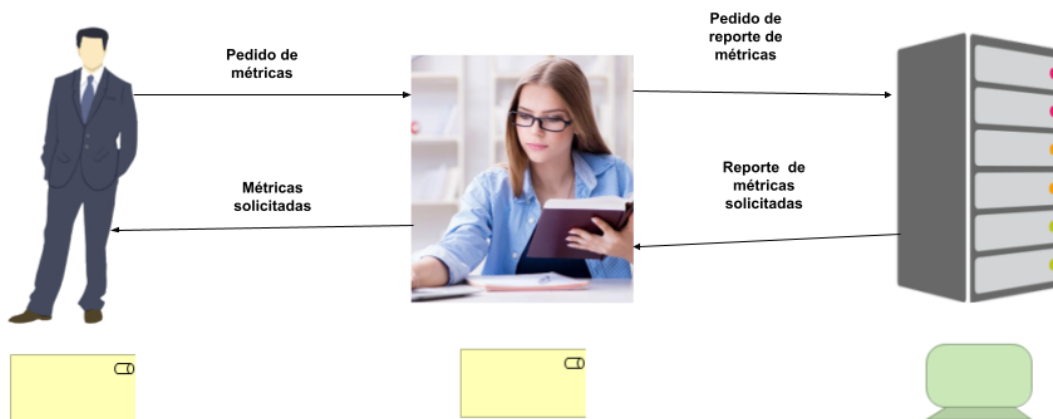 Pedido de
métricas
Pedido de
reporte de
métricas
Métricas
solicitadas
Reporte de
métricas
solicitadas